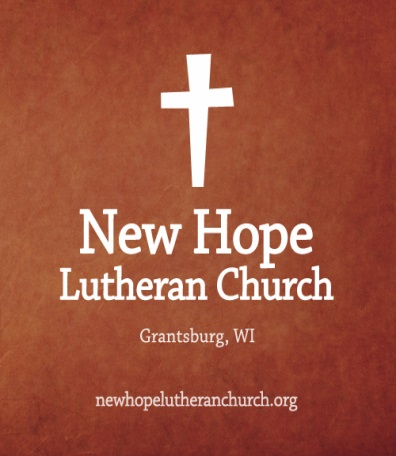 New Hope
Lutheran Church
Grantsburg, WI
newhopelutheranchurch.org